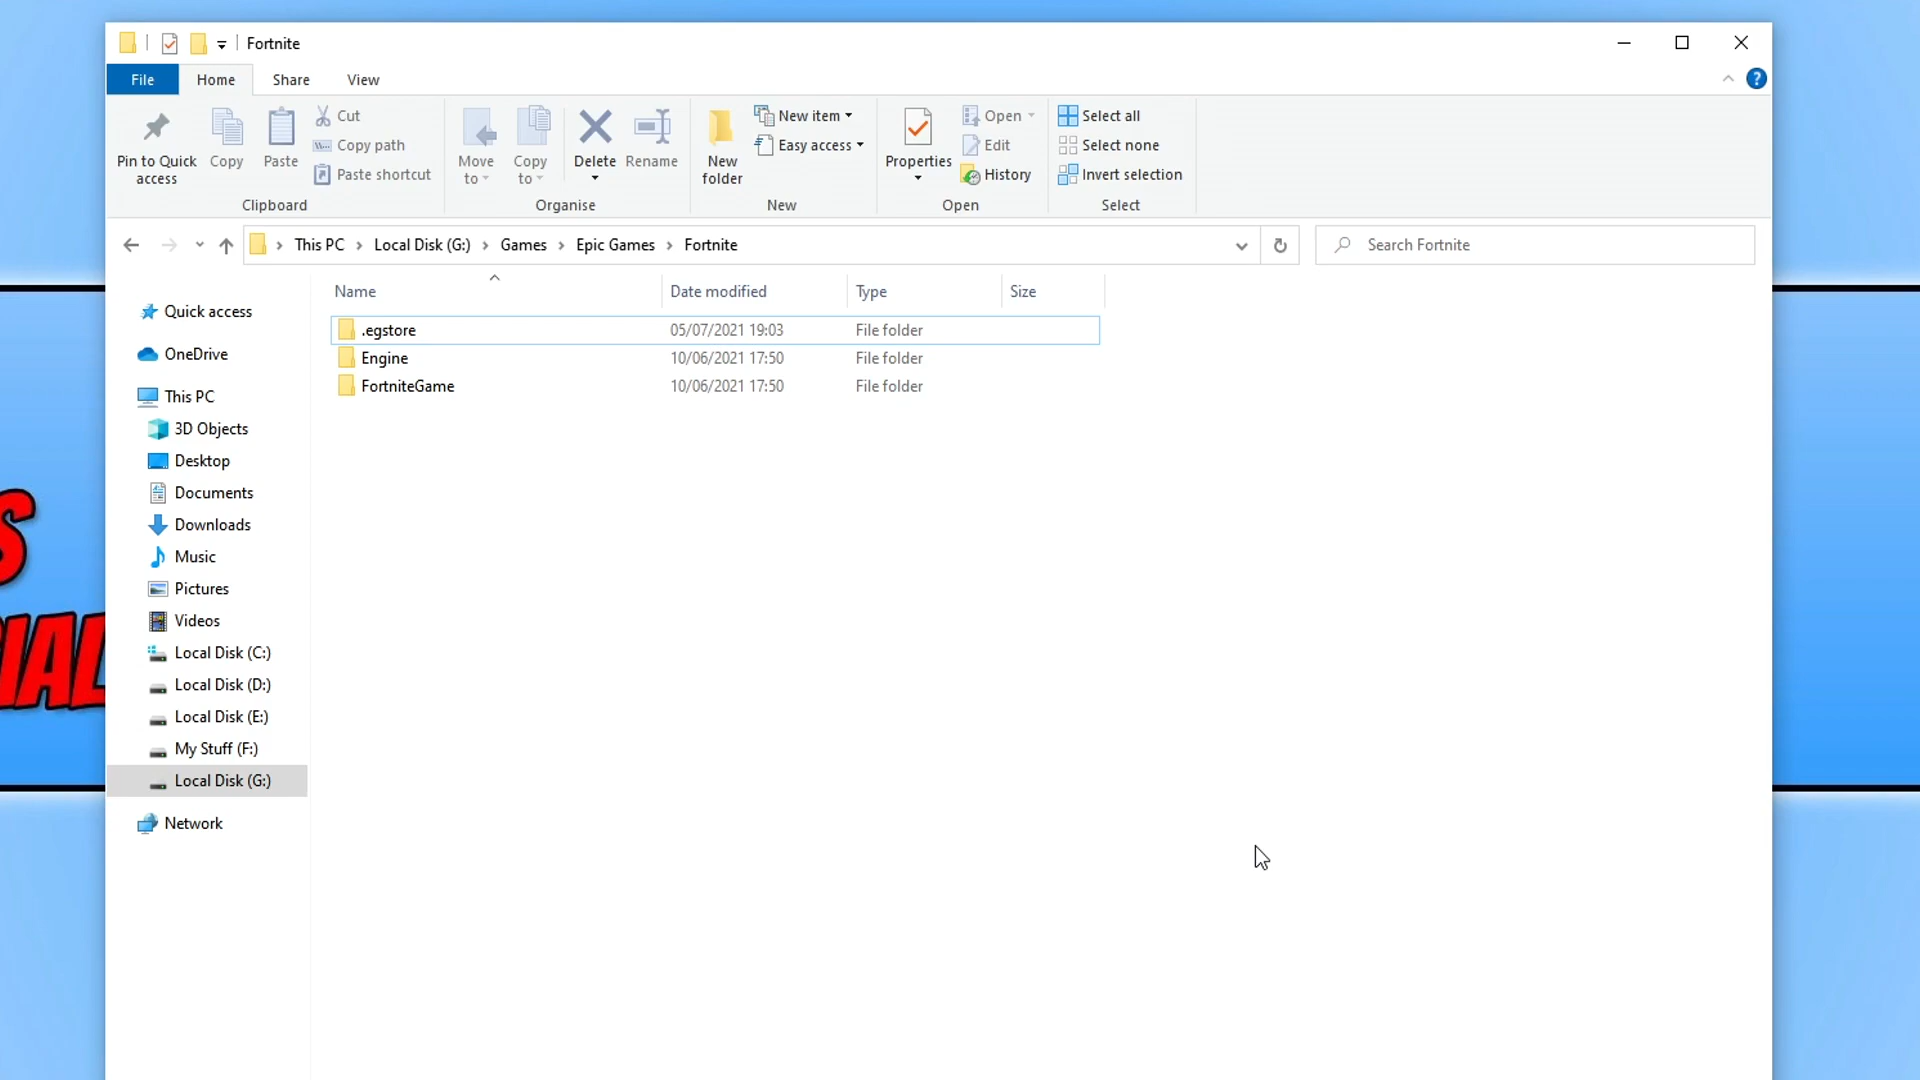 Fortnite
File Home Share View
Pin to Quick access
Copy
Paste
Cut
Copy path
Paste shortcut
Clipboard
Move to
Copy to
Delete
Rename
Organise
New folder
New item
Easy access
New
Properties
Open
Edit
History
Open
Select all
Select none
Invert selection
Select
This PC > Local Disk (G:) > Games > Epic Games > Fortnite
Search Fortnite
Name Date modified Type Size
.egstore 05/07/2021 19:03 File folder
Engine 10/06/2021 17:50 File folder
FortniteGame 10/06/2021 17:50 File folder
Quick access
OneDrive
This PC
3D Objects
Desktop
Documents
Downloads
Music
Pictures
Videos
Local Disk (C:)
Local Disk (D:)
Local Disk (E:)
My Stuff (F:)
Local Disk (G:)
Network